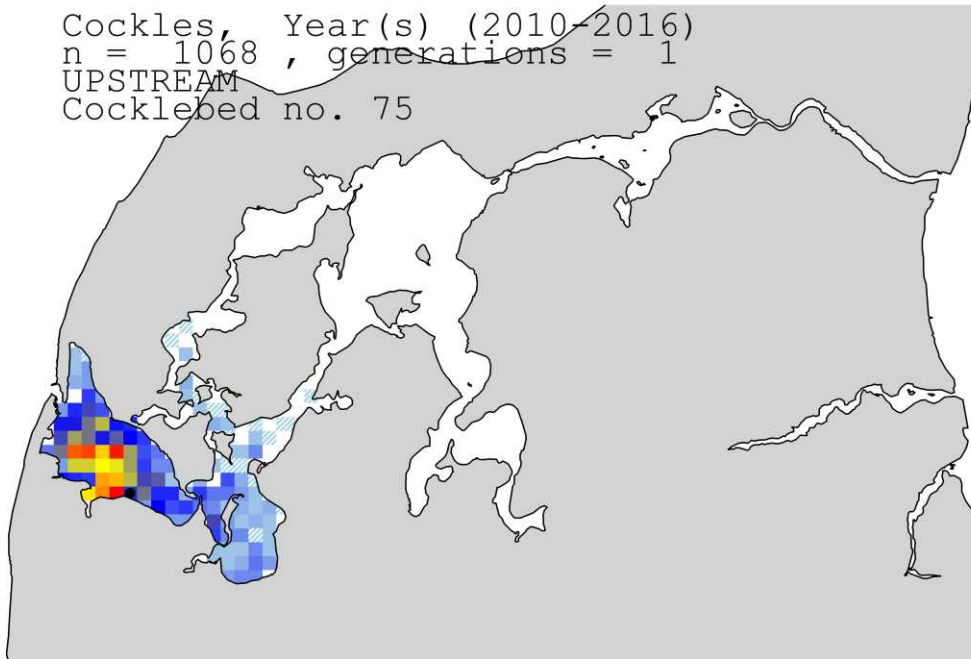 Cockles, Year(s) (2010-2016)
n = 1068 , generations = 1
UPSTREAM
Cocklebed no. 75